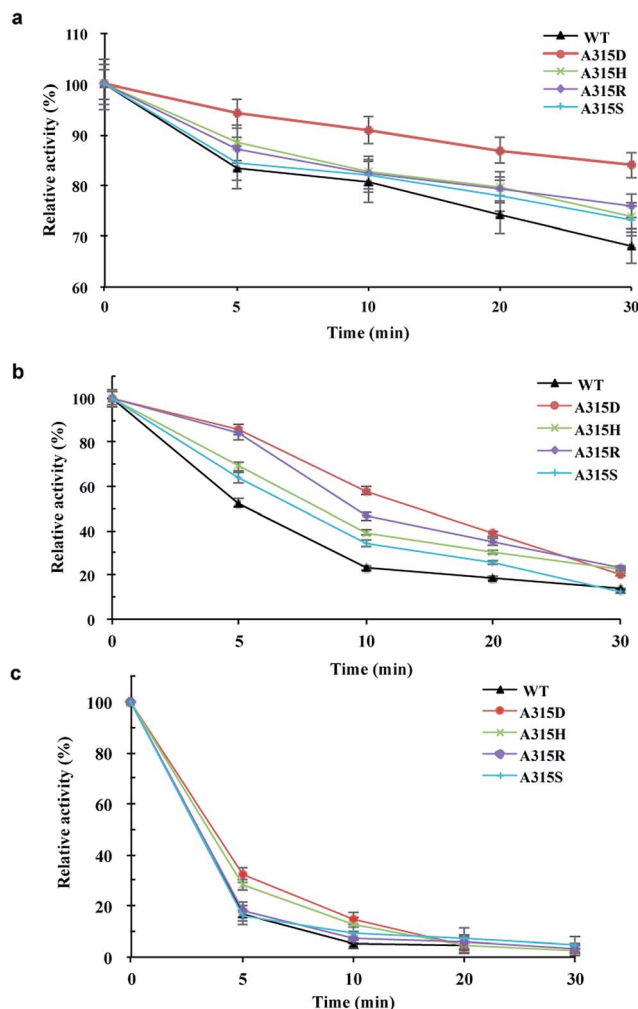 a
110
100
90
80
70
60
Relative activity (%)
0 5 10 20 30
Time (min)
WT
A315D
A315H
A315R
A315S
b
100
80
60
40
20
0
Relative activity (%)
0 5 10 20 30
Time (min)
WT
A315D
A315H
A315R
A315S
c
100
80
60
40
20
0
Relative activity (%)
0 5 10 20 30
Time (min)
WT
A315D
A315H
A315R
A315S